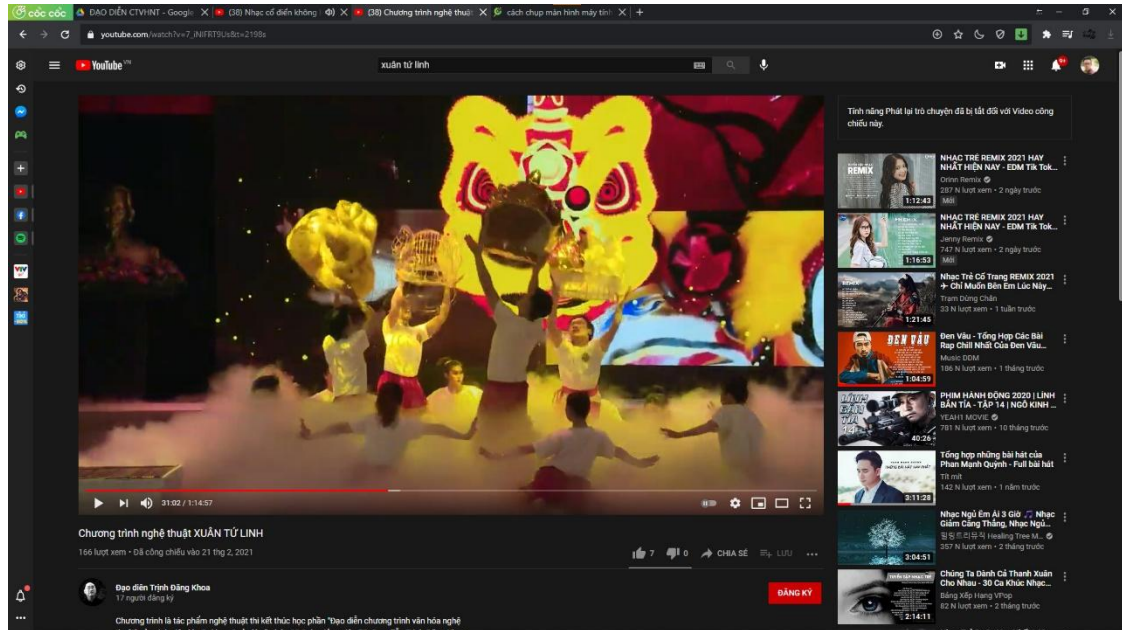 cốc cốc
ĐẠO DIỄN CTVHNT - Google
(38) Nhạc cổ điển không l
(38) Chương trình nghệ thuật
cách chụp màn hình máy tính
youtube.com/watch?v=7_iNIFRT9Us&t=2198s
YouTube VN
xuân tứ linh
9+
Tính năng Phát lại trò chuyện đã bị tắt đối với Video công
chiếu này.
REMIX
1:12:43
NHẠC TRẺ REMIX 2021 HAY
NHẤT HIỆN NAY - EDM Tik Tok...
Orinn Remix
287 N lượt xem • 2 ngày trước
Mới
1:16:53
NHẠC TRẺ REMIX 2021 HAY
NHẤT HIỆN NAY - EDM Tik Tok...
Jenny Remix
747 N lượt xem • 2 ngày trước
Mới
1:21:45
Nhạc Trẻ Cổ Trang REMIX 2021
✈ Chỉ Muốn Bên Em Lúc Này...
Trạm Dừng Chân
33 N lượt xem • 1 tuần trước
ĐEN VÂU
1:04:59
Đen Vâu - Tổng Hợp Các Bài
Rap Chill Nhất Của Đen Vâu...
Music DDM
186 N lượt xem • 1 tháng trước
LÍNH
BẮN
TỈA
14
40:26
PHIM HÀNH ĐỘNG 2020 | LÍNH
BẮN TỈA - TẬP 14 | NGÔ KINH ...
YEAH1 MOVIE
781 N lượt xem • 10 tháng trước
3:11:28
Tổng hợp những bài hát của
Phan Mạnh Quỳnh - Full bài hát
Tít mít
142 N lượt xem • 1 năm trước
3:04:51
Nhạc Ngủ Êm Ái 3 Giờ 🎵 Nhạc
Giảm Căng Thẳng, Nhạc Ngủ...
힐링트리뮤직 Healing Tree M...
357 N lượt xem • 2 tháng trước
2:14:11
Chúng Ta Dành Cả Thanh Xuân
Cho Nhau - 30 Ca Khúc Nhạc...
Bảng Xếp Hạng VPop
82 N lượt xem • 2 tháng trước
31:02 / 1:14:57
Chương trình nghệ thuật XUÂN TỨ LINH
166 lượt xem • Đã công chiếu vào 21 thg 2, 2021
7
0
CHIA SẺ
LƯU
Đạo diễn Trịnh Đăng Khoa
17 người đăng ký
ĐĂNG KÝ
Chương trình là tác phẩm nghệ thuật thi kết thúc học phần "Đạo diễn chương trình văn hóa nghệ